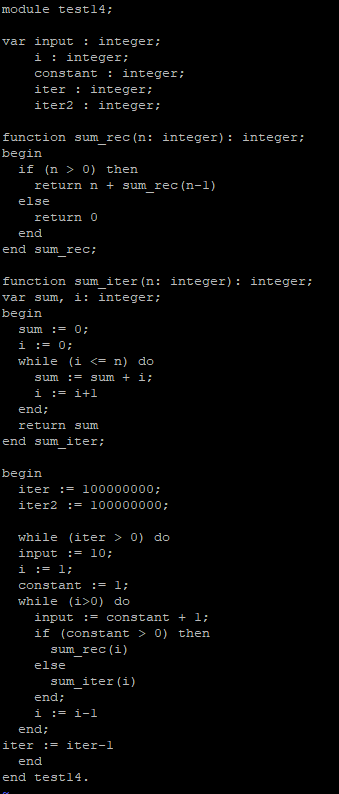 module test14;

var input : integer;
    i : integer;
    constant : integer;
    iter : integer;
    iter2 : integer;

function sum_rec(n: integer): integer;
begin
  if (n > 0) then
    return n + sum_rec(n-1)
  else
    return 0
  end
end sum_rec;

function sum_iter(n: integer): integer;
var sum, i: integer;
begin
  sum := 0;
  i := 0;
  while (i <= n) do
    sum := sum + i;
    i := i+1
  end;
  return sum
end sum_iter;

begin
  iter := 100000000;
  iter2 := 100000000;

  while (iter > 0) do
  input := 10;
  i := 1;
  constant := 1;
  while (i>0) do
    input := constant + 1;
    if (constant > 0) then
      sum_rec(i)
    else
      sum_iter(i)
    end;
    i := i-1
  end;
iter := iter-1
  end
end test14.
~